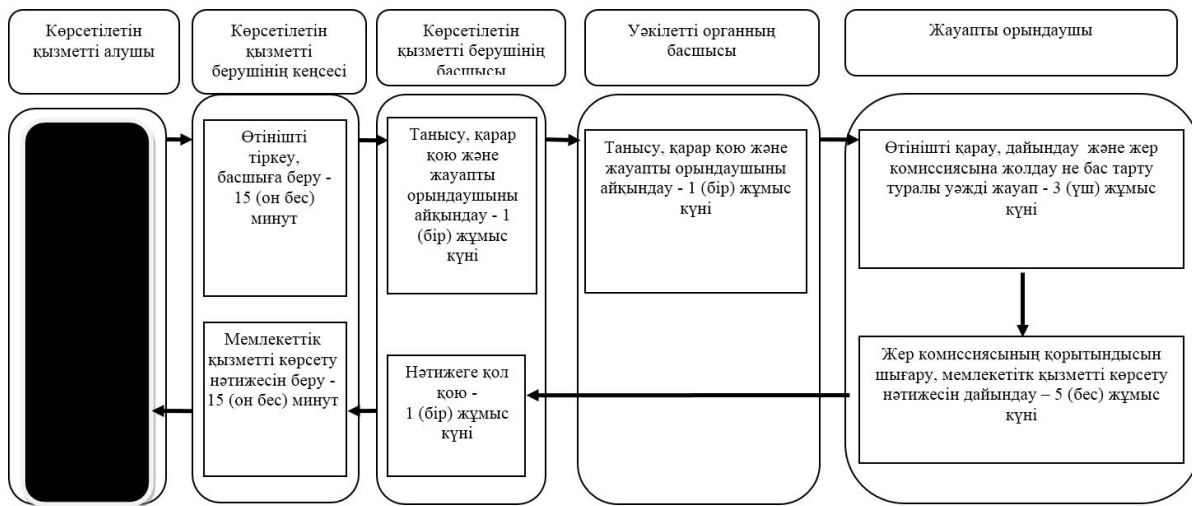 Көрсетілетін
қызметті алушы
Көрсетілетін
қызметті
берушінің кеңсесі
Көрсетілетін
қызметті берушінің
басшысы
Уәкілетті органның
басшысы
Жауапты орындаушы
Өтінішті
тіркеу,
басшыға беру -
15 (он бес)
минут
Танысу, қарар
қою және
жауапты
орындаушыны
айқындау - 1
(бір) жұмыс
күні
Танысу, қарар қою және
жауапты орындаушыны
айқындау - 1 (бір) жұмыс
күні
Өтінішті қарау, дайындау және жер
комиссиясына жолдау не бас тарту
туралы уәжді жауап - 3 (үш) жұмыс
күні
Мемлекеттік
қызметті көрсету
нәтижесін беру -
15 (он бес) минут
Нәтижеге қол
қою -
1 (бір) жұмыс
күні
Жер комиссиясының қорытындысын
шығару, мемлекетітк қызметті көрсету
нәтижесін дайындау – 5 (бес) жұмыс
күні